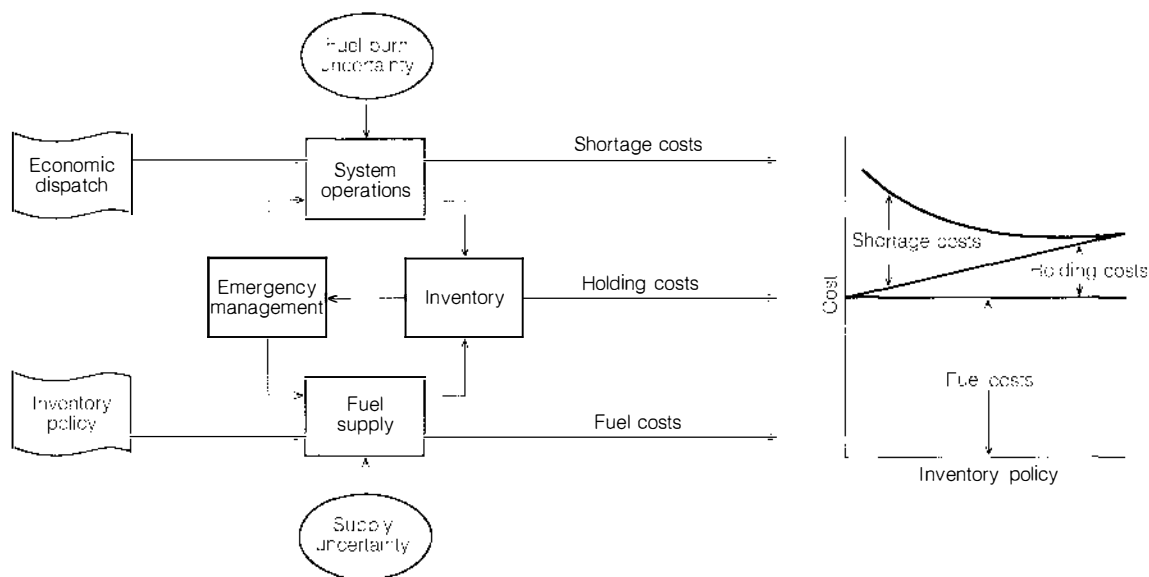 Fuel burn
uncertainty
Economic
dispatch
System
operations
Shortage costs
Emergency
management
Inventory
Holding costs
Inventory
policy
Fuel
supply
Fuel costs
Supply
uncertainty
Cost
Shortage costs
Holding costs
Fuel costs
Inventory policy